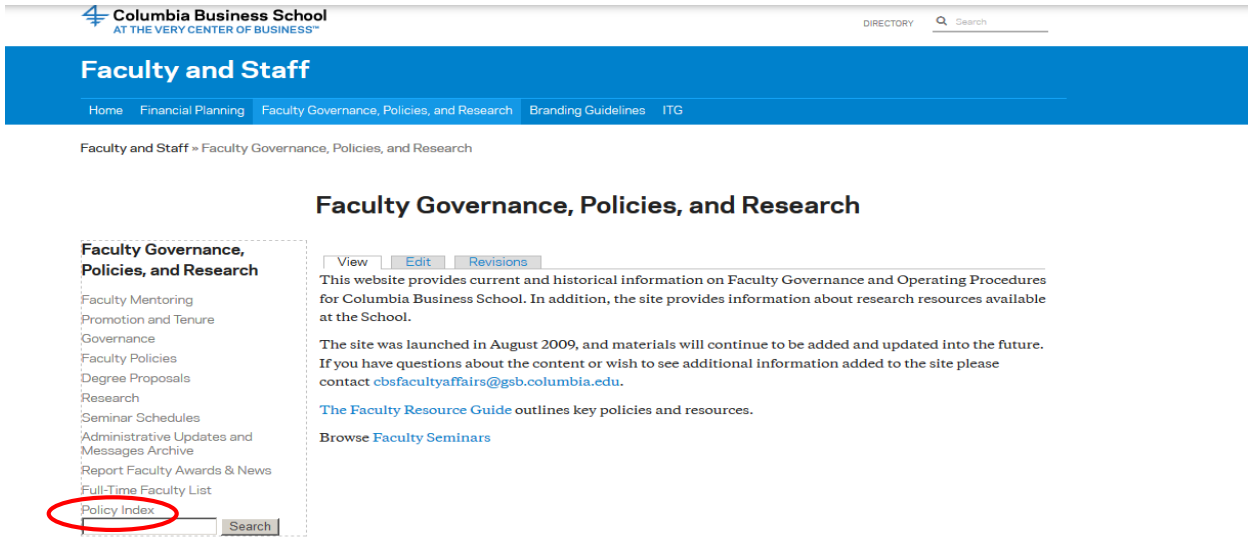 Columbia Business School
AT THE VERY CENTER OF BUSINESS™
DIRECTORY
Search
Faculty and Staff
Home Financial Planning Faculty Governance, Policies, and Research Branding Guidelines ITG
Faculty and Staff » Faculty Governance, Policies, and Research
Faculty Governance, Policies, and Research
Faculty Governance,
Policies, and Research
Faculty Mentoring
Promotion and Tenure
Governance
Faculty Policies
Degree Proposals
Research
Seminar Schedules
Administrative Updates and
Messages Archive
Report Faculty Awards & News
Full-Time Faculty List
Policy Index
Search
View Edit Revisions
This website provides current and historical information on Faculty Governance and Operating Procedures
for Columbia Business School. In addition, the site provides information about research resources available
at the School.
The site was launched in August 2009, and materials will continue to be added and updated into the future.
If you have questions about the content or wish to see additional information added to the site please
contact cbsfacultyaffairs@gsb.columbia.edu.
The Faculty Resource Guide outlines key policies and resources.
Browse Faculty Seminars